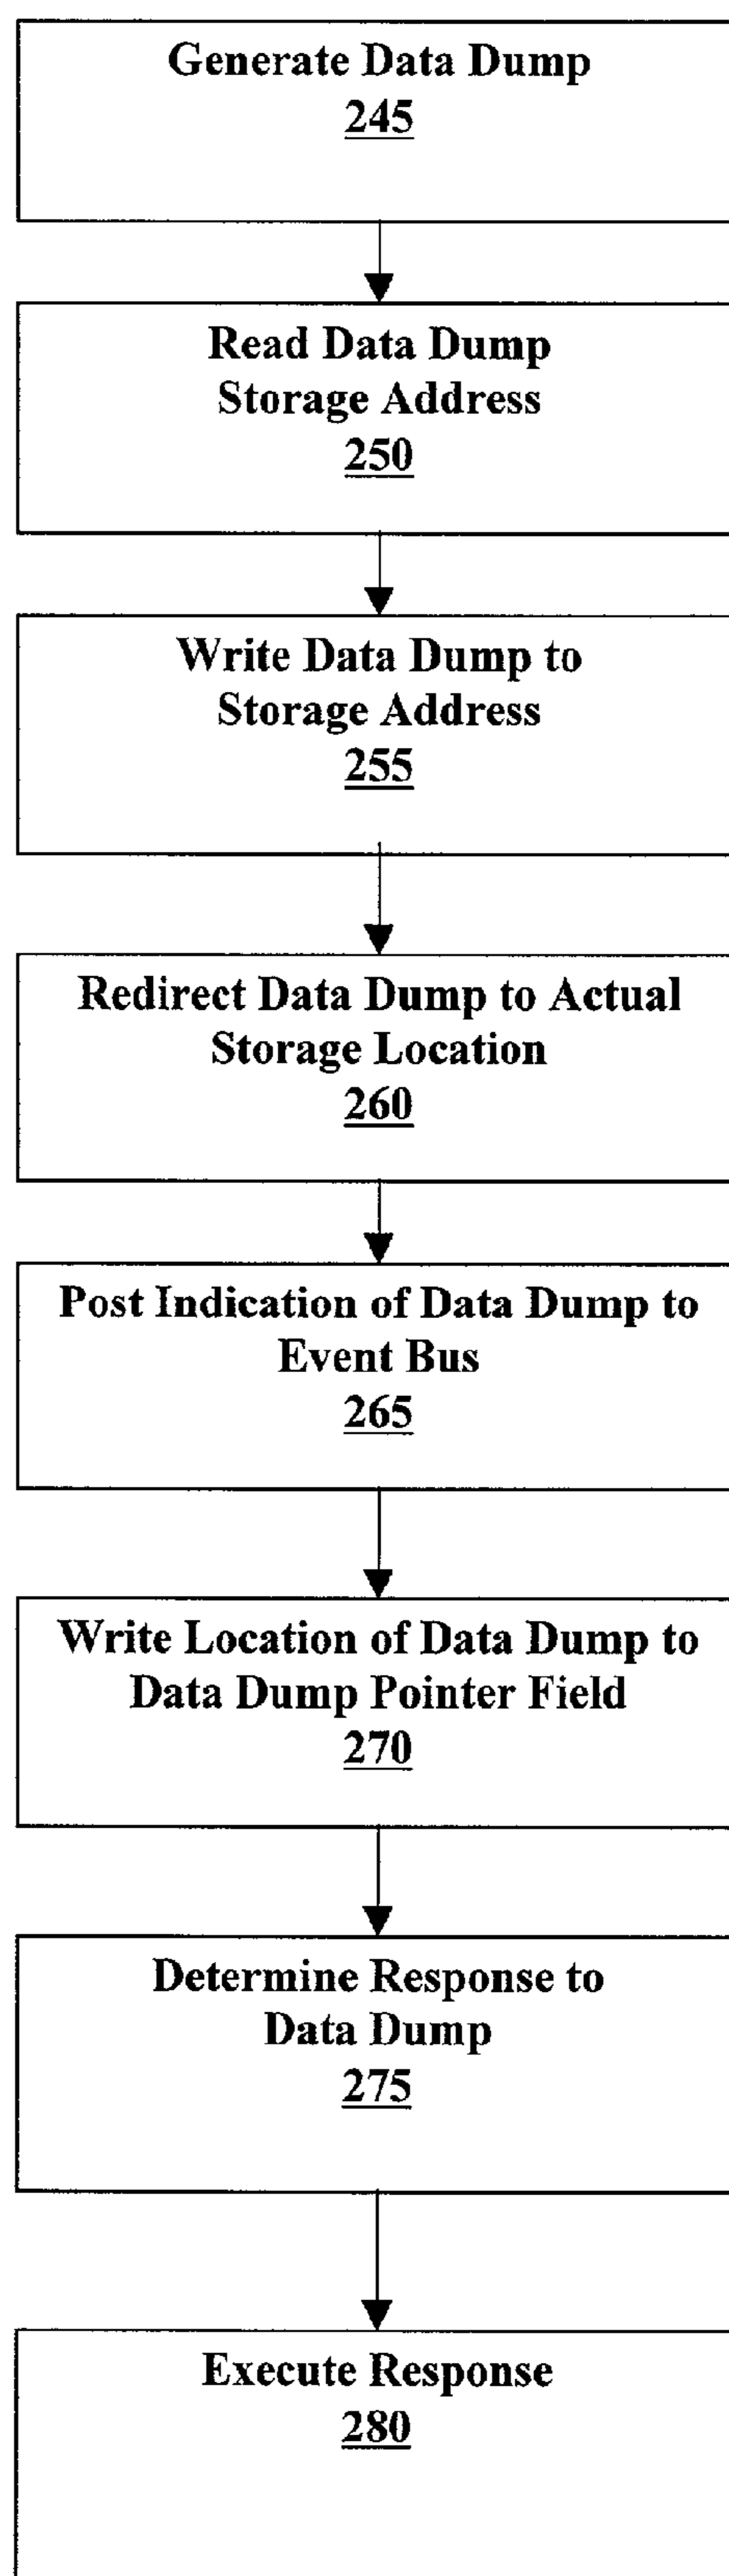 Generate Data Dump
245
Read Data Dump
Storage Address
250
Write Data Dump to
Storage Address
255
Redirect Data Dump to Actual
Storage Location
260
Post Indication of Data Dump to
Event Bus
265
Write Location of Data Dump to
Data Dump Pointer Field
270
Determine Response to
Data Dump
275
Execute Response
280